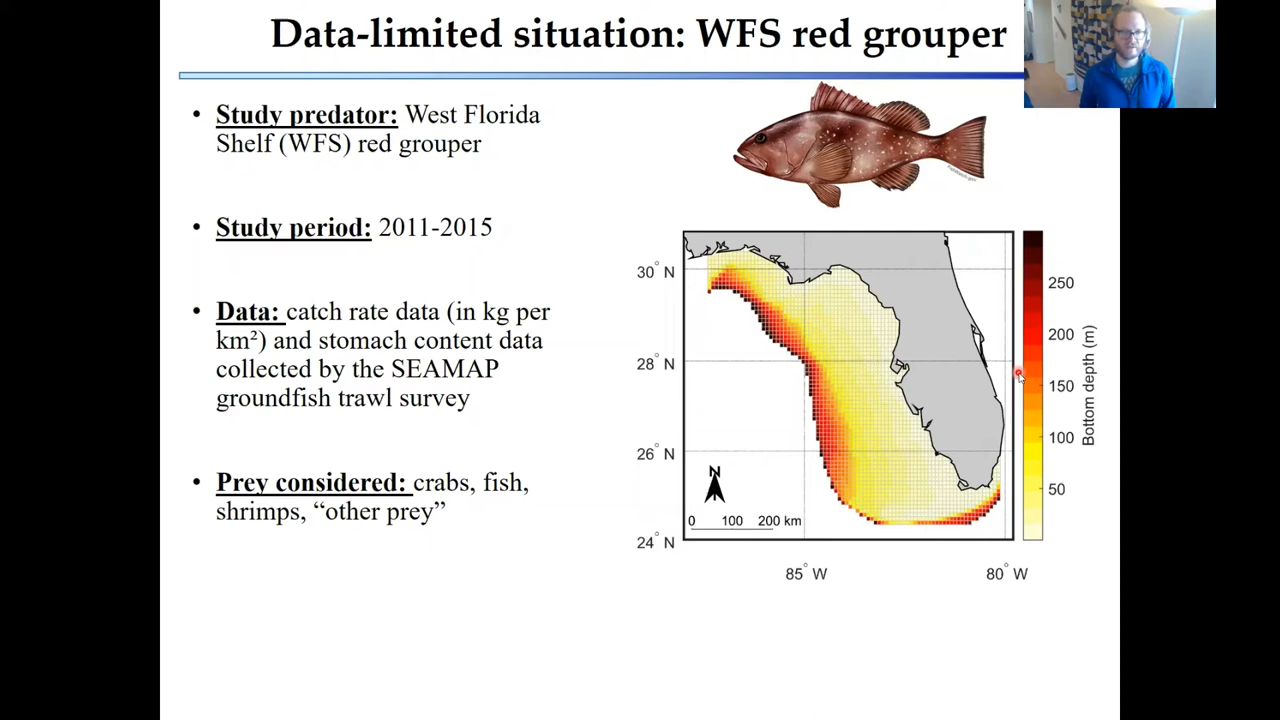 Data-limited situation: WFS red grouper
• Study predator: West Florida
Shelf (WFS) red grouper
• Study period: 2011-2015
• Data: catch rate data (in kg per
km²) and stomach content data
collected by the SEAMAP
groundfish trawl survey
• Prey considered: crabs, fish,
shrimps, “other prey”
30° N
28° N
26° N
24° N
85° W
80° W
N
0 100 200 km
250
200
150
100
50
Bottom depth (m)